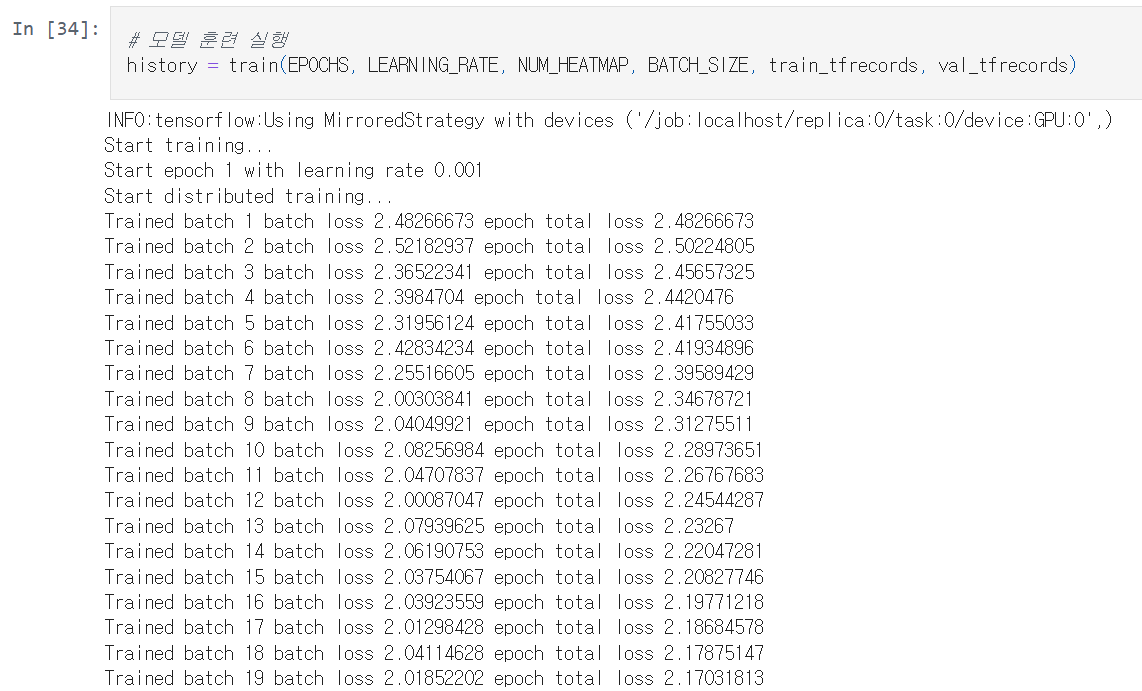 In [34]:
# 모델 훈련 실행
history = train(EPOCHS, LEARNING_RATE, NUM_HEATMAP, BATCH_SIZE, train_tfrecords, val_tfrecords)
INFO:tensorflow:Using MirroredStrategy with devices ('/job:localhost/replica:0/task:0/device:GPU:0',)
Start training...
Start epoch 1 with learning rate 0.001
Start distributed training...
Trained batch 1 batch loss 2.48266673 epoch total loss 2.48266673
Trained batch 2 batch loss 2.52182937 epoch total loss 2.50224805
Trained batch 3 batch loss 2.36522341 epoch total loss 2.45657325
Trained batch 4 batch loss 2.3984704 epoch total loss 2.4420476
Trained batch 5 batch loss 2.31956124 epoch total loss 2.41755033
Trained batch 6 batch loss 2.42834234 epoch total loss 2.41934896
Trained batch 7 batch loss 2.25516605 epoch total loss 2.39589429
Trained batch 8 batch loss 2.00303841 epoch total loss 2.34678721
Trained batch 9 batch loss 2.04049921 epoch total loss 2.31275511
Trained batch 10 batch loss 2.08256984 epoch total loss 2.28973651
Trained batch 11 batch loss 2.04707837 epoch total loss 2.26767683
Trained batch 12 batch loss 2.00087047 epoch total loss 2.24544287
Trained batch 13 batch loss 2.07939625 epoch total loss 2.23267
Trained batch 14 batch loss 2.06190753 epoch total loss 2.22047281
Trained batch 15 batch loss 2.03754067 epoch total loss 2.20827746
Trained batch 16 batch loss 2.03923559 epoch total loss 2.19771218
Trained batch 17 batch loss 2.01298428 epoch total loss 2.18684578
Trained batch 18 batch loss 2.04114628 epoch total loss 2.17875147
Trained batch 19 batch loss 2.01852202 epoch total loss 2.17031813